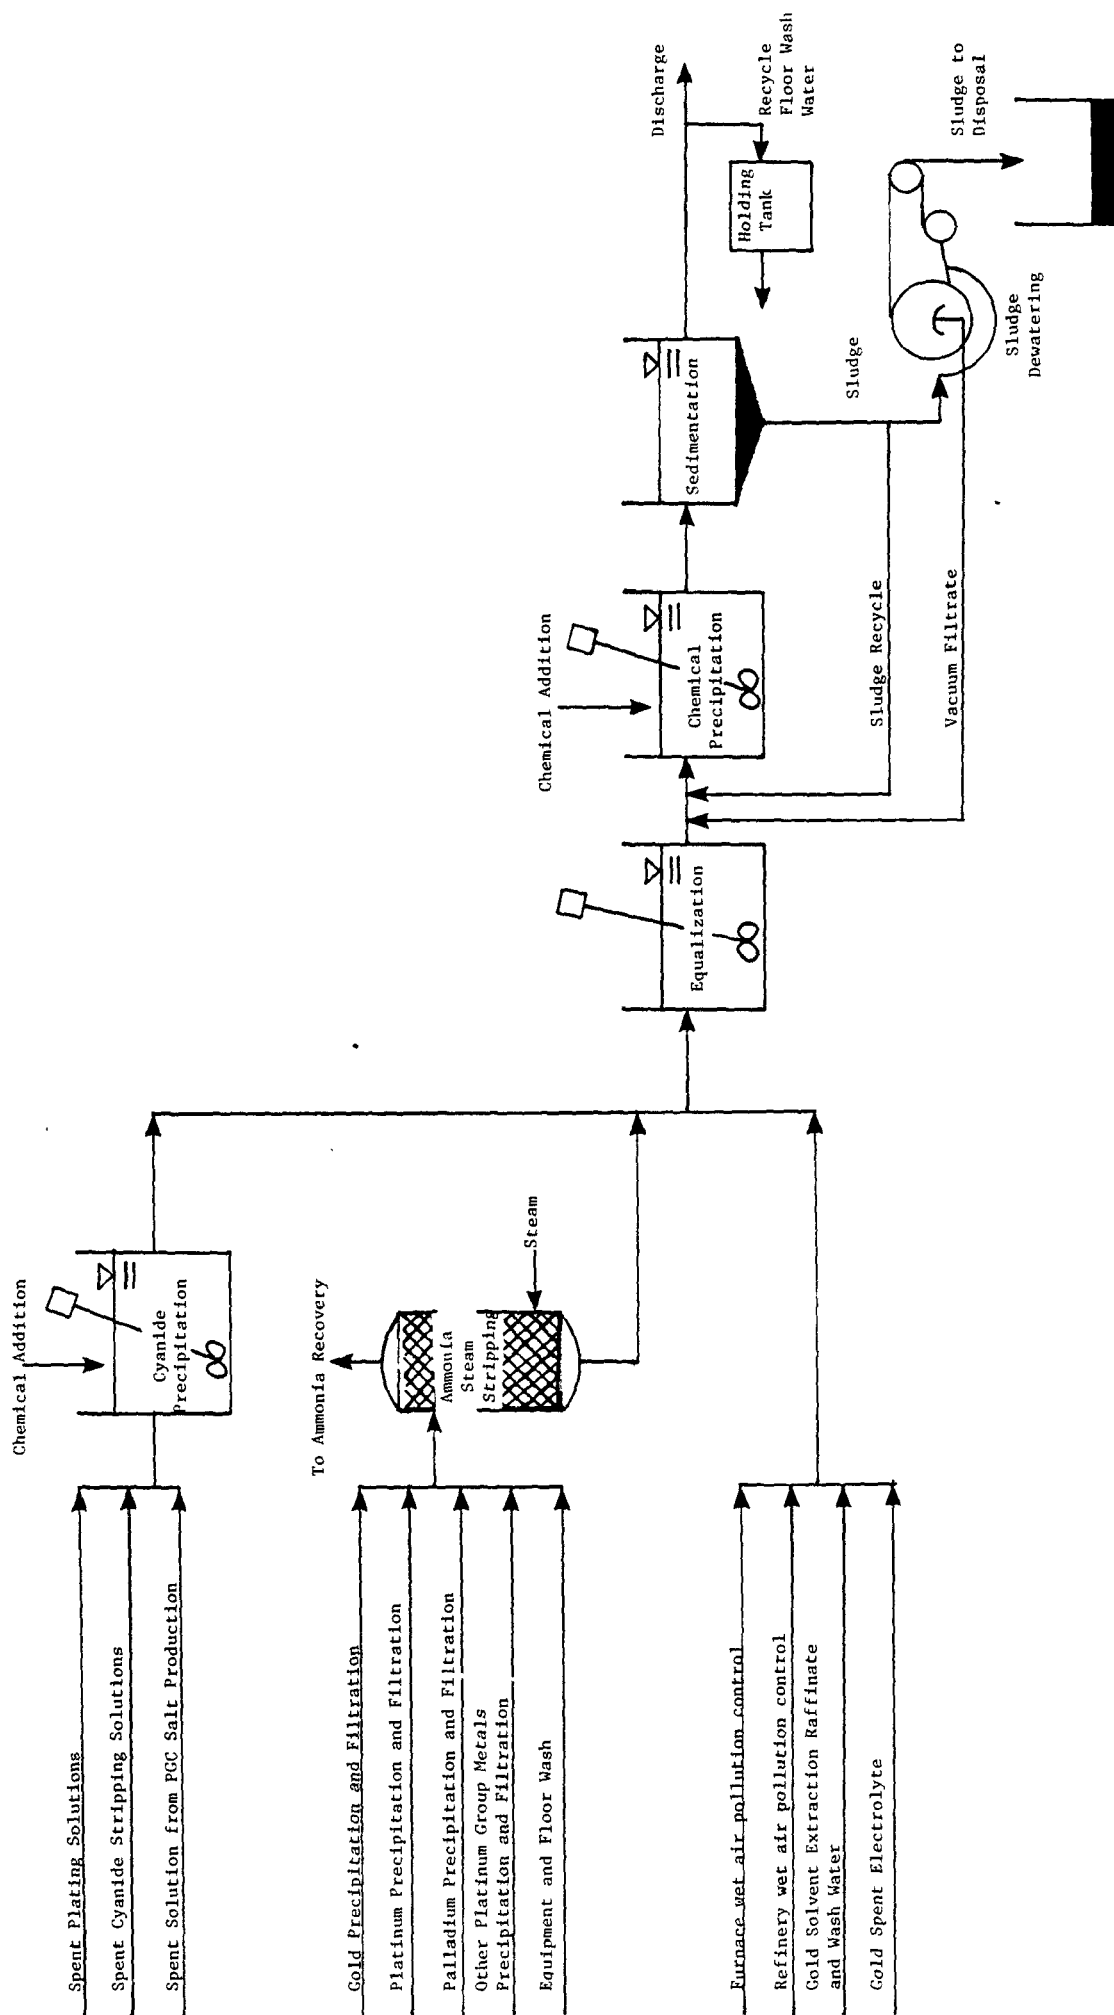 Spent Plating Solutions
Spent Cyanide Stripping Solutions
Spent Solution from PGC Salt Production
Chemical Addition
Cyanide
Precipitation
Gold Precipitation and Filtration
Platinum Precipitation and Filtration
Palladium Precipitation and Filtration
Other Platinum Group Metals
Precipitation and Filtration
Equipment and Floor Wash
To Ammonia Recovery
Ammonia
Steam
Stripping
Steam
Furnace wet air pollution control
Refinery wet air pollution control
Gold Solvent Extraction Raffinate
and Wash Water
Gold Spent Electrolyte
Equalization
Chemical Addition
Chemical
Precipitation
Sedimentation
Discharge
Holding
Tank
Recycle
Floor Wash
Water
Sludge
Sludge Recycle
Vacuum Filtrate
Sludge
Dewatering
Sludge to
Disposal